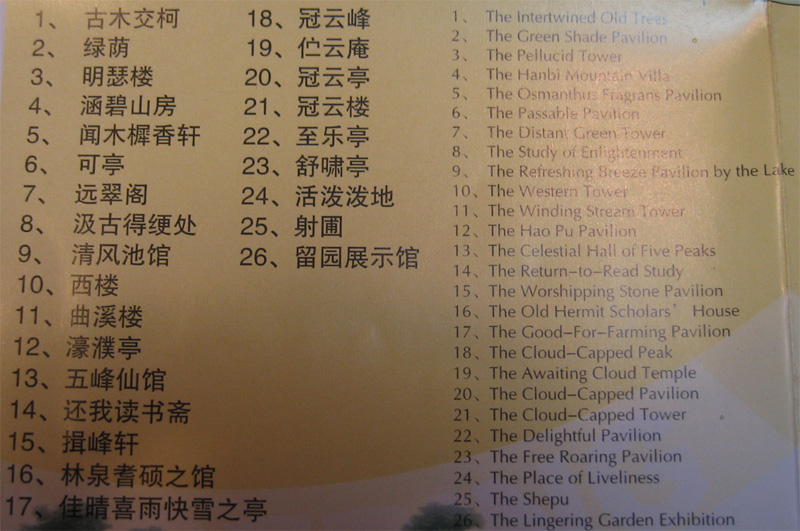 1、 古木交柯
2、 绿荫
3、 明瑟楼
4、 涵碧山房
5、 闻木樨香轩
6、 可亭
7、 远翠阁
8、 汲古得绠处
9、 清风池馆
10、西楼
11、曲溪楼
12、濠濮亭
13、五峰仙馆
14、还我读书斋
15、揖峰轩
16、林泉耆硕之馆
17、佳晴喜雨快雪之亭
18、冠云峰
19、伫云庵
20、冠云亭
21、冠云楼
22、至乐亭
23、舒啸亭
24、活泼泼地
25、射圃
26、留园展示馆
1、 The Intertwined Old Trees
2、 The Green Shade Pavilion
3、 The Pellucid Tower
4、 The Hanbi Mountain Villa
5、 The Osmanthus Fragrans Pavilion
6、 The Passable Pavilion
7、 The Distant Green Tower
8、 The Study of Enlightenment
9、 The Refreshing Breeze Pavilion by the Lake
10、The Western Tower
11、The Winding Stream Tower
12、The Hao Pu Pavilion
13、The Celestial Hall of Five Peaks
14、The Return–to–Read Study
15、The Worshipping Stone Pavilion
16、The Old Hermit Scholars' House
17、The Good–For–Farming Pavilion
18、The Cloud–Capped Peak
19、The Awaiting Cloud Temple
20、The Cloud–Capped Pavilion
21、The Cloud–Capped Tower
22、The Delightful Pavilion
23、The Free Roaring Pavilion
24、The Place of Liveliness
25、The Shepu
26、The Lingering Garden Exhibition